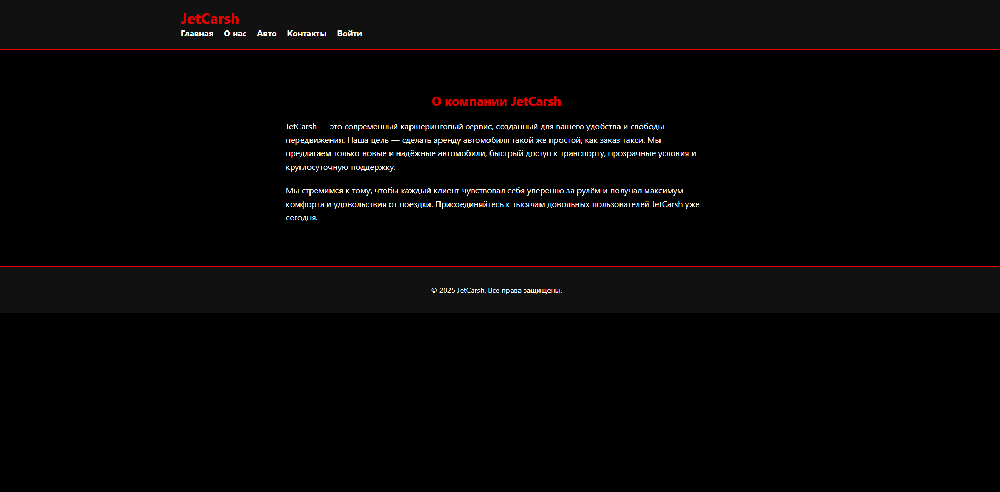 JetCarsh
Главная О нас Авто Контакты Войти
О компании JetCarsh
JetCarsh — это современный каршеринговый сервис, созданный для вашего удобства и свободы
передвижения. Наша цель — сделать аренду автомобиля такой же простой, как заказ такси. Мы
предлагаем только новые и надёжные автомобили, быстрый доступ к транспорту, прозрачные условия и
круглосуточную поддержку.
Мы стремимся к тому, чтобы каждый клиент чувствовал себя уверенно за рулём и получал максимум
комфорта и удовольствия от поездки. Присоединяйтесь к тысячам довольных пользователей JetCarsh уже
сегодня.
© 2025 JetCarsh. Все права защищены.